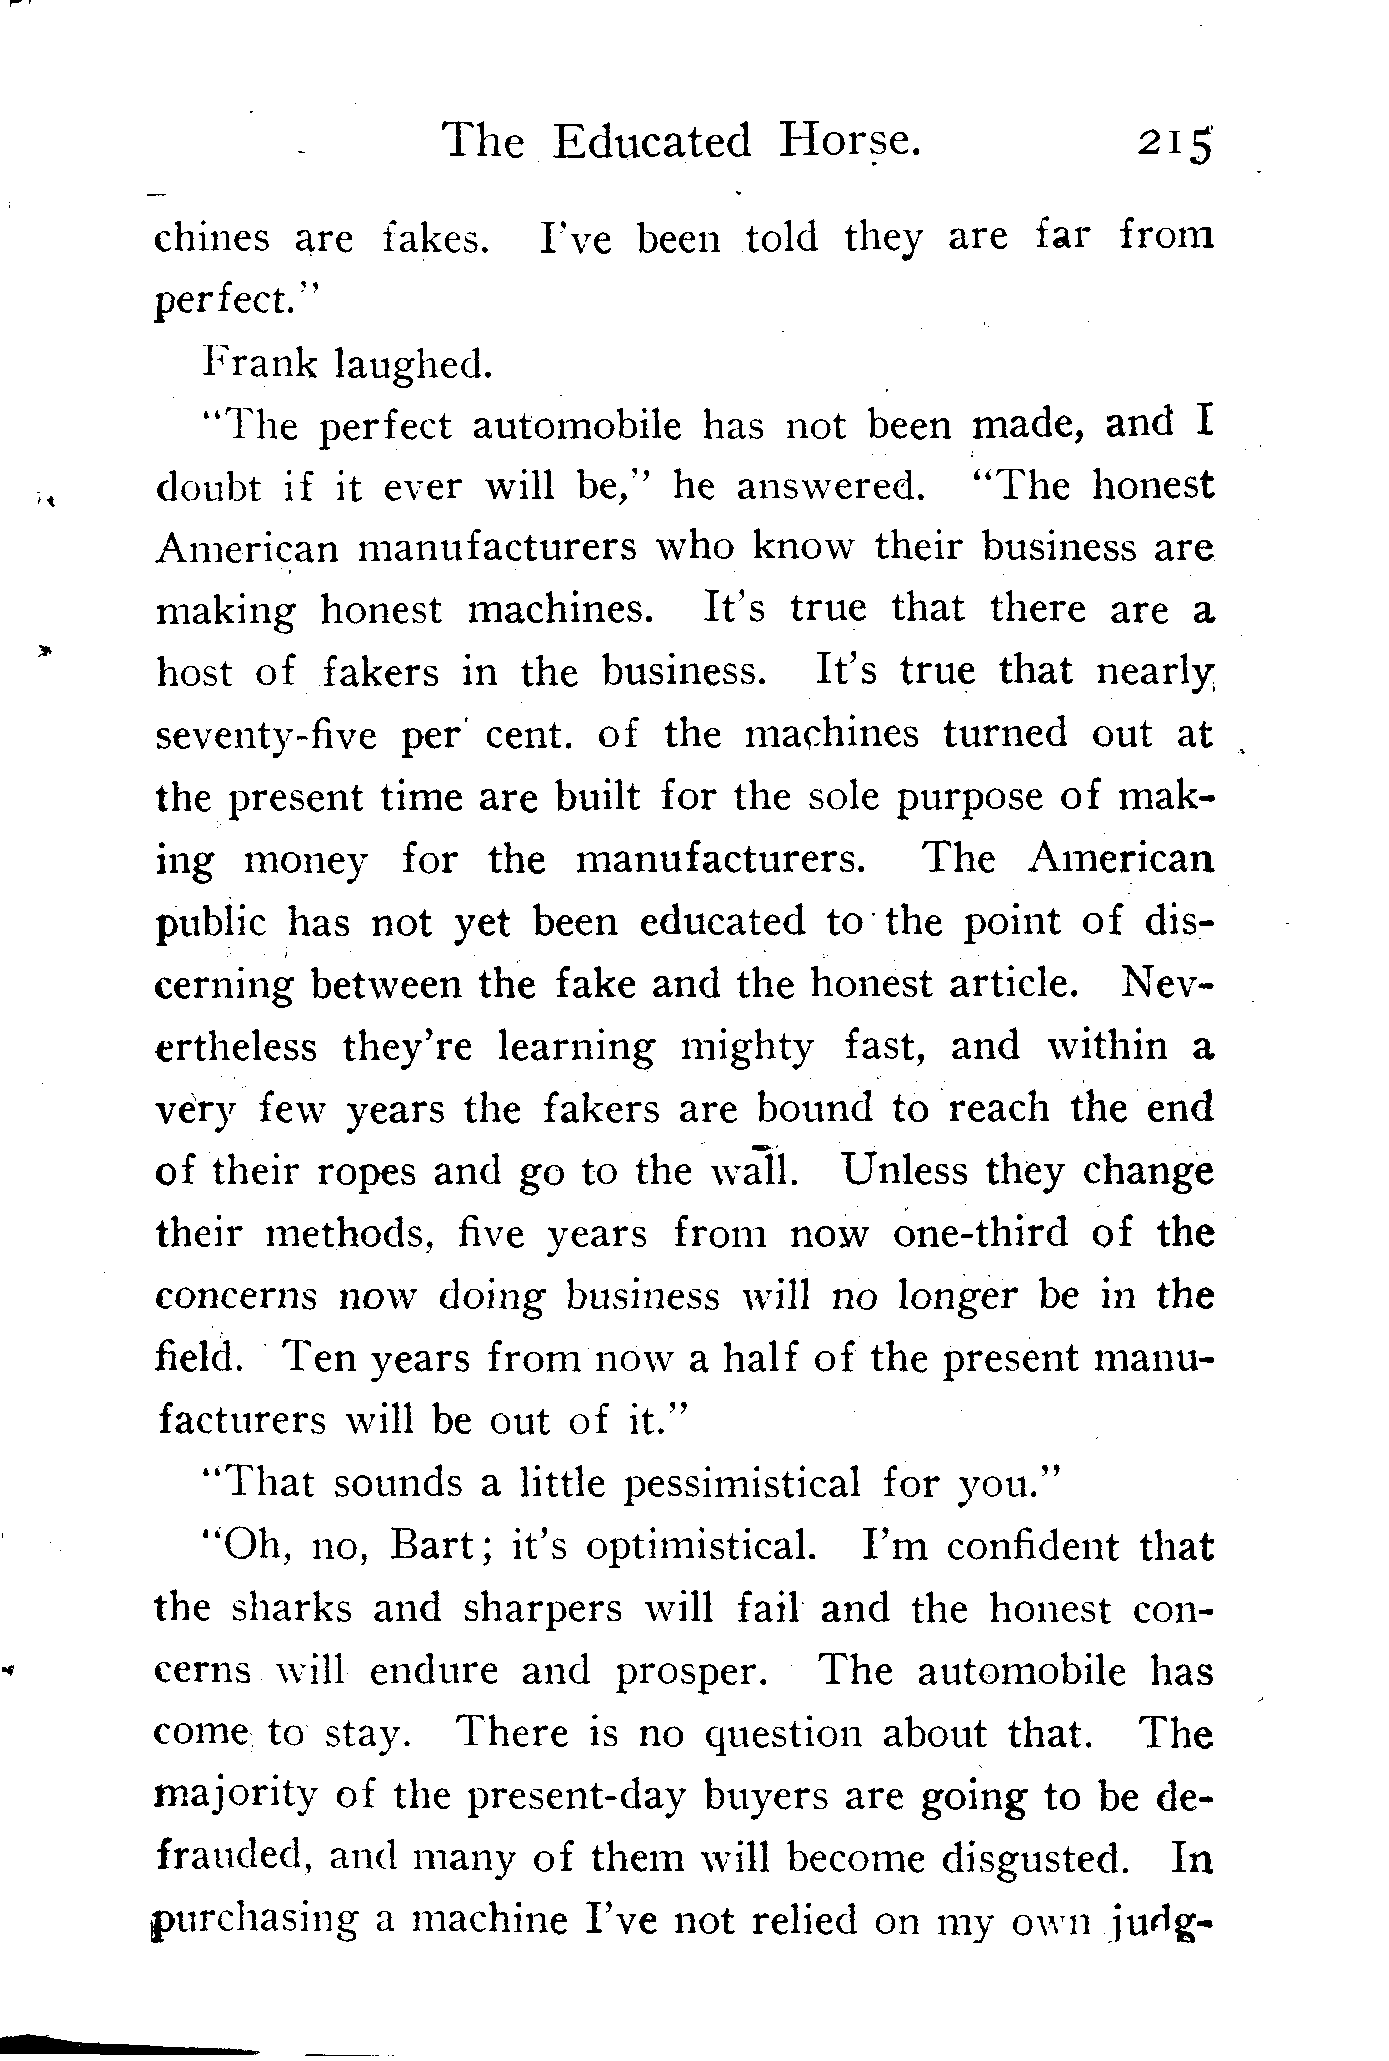 The Educated Horse. 215
chines are fakes. I've been told they are far from
perfect."
Frank laughed.
"The perfect automobile has not been made, and I
doubt if it ever will be," he answered. "The honest
American manufacturers who know their business are
making honest machines. It's true that there are a
host of fakers in the business. It's true that nearly
seventy-five per cent. of the machines turned out at
the present time are built for the sole purpose of mak-
ing money for the manufacturers. The American
public has not yet been educated to the point of dis-
cerning between the fake and the honest article. Nev-
ertheless they're learning mighty fast, and within a
very few years the fakers are bound to reach the end
of their ropes and go to the wall. Unless they change
their methods, five years from now one-third of the
concerns now doing business will no longer be in the
field. Ten years from now a half of the present manu-
facturers will be out of it."
"That sounds a little pessimistical for you."
"Oh, no, Bart; it's optimistical. I'm confident that
the sharks and sharpers will fail and the honest con-
cerns will endure and prosper. The automobile has
come to stay. There is no question about that. The
majority of the present-day buyers are going to be de-
frauded, and many of them will become disgusted. In
purchasing a machine I've not relied on my own judg-